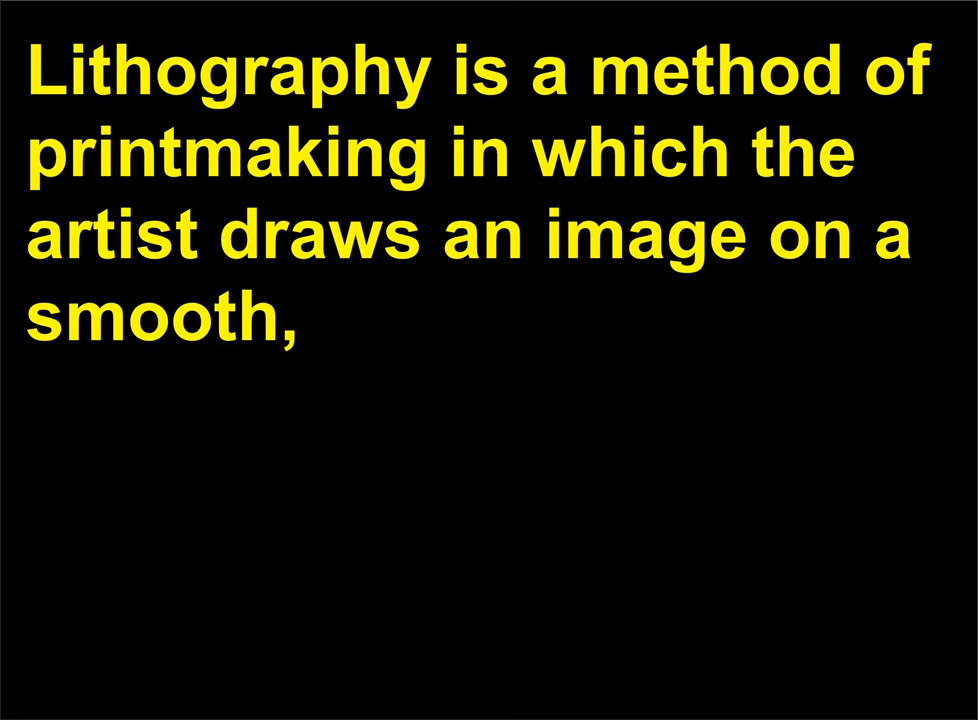 Lithography is a method of
printmaking in which the
artist draws an image on a
smooth,